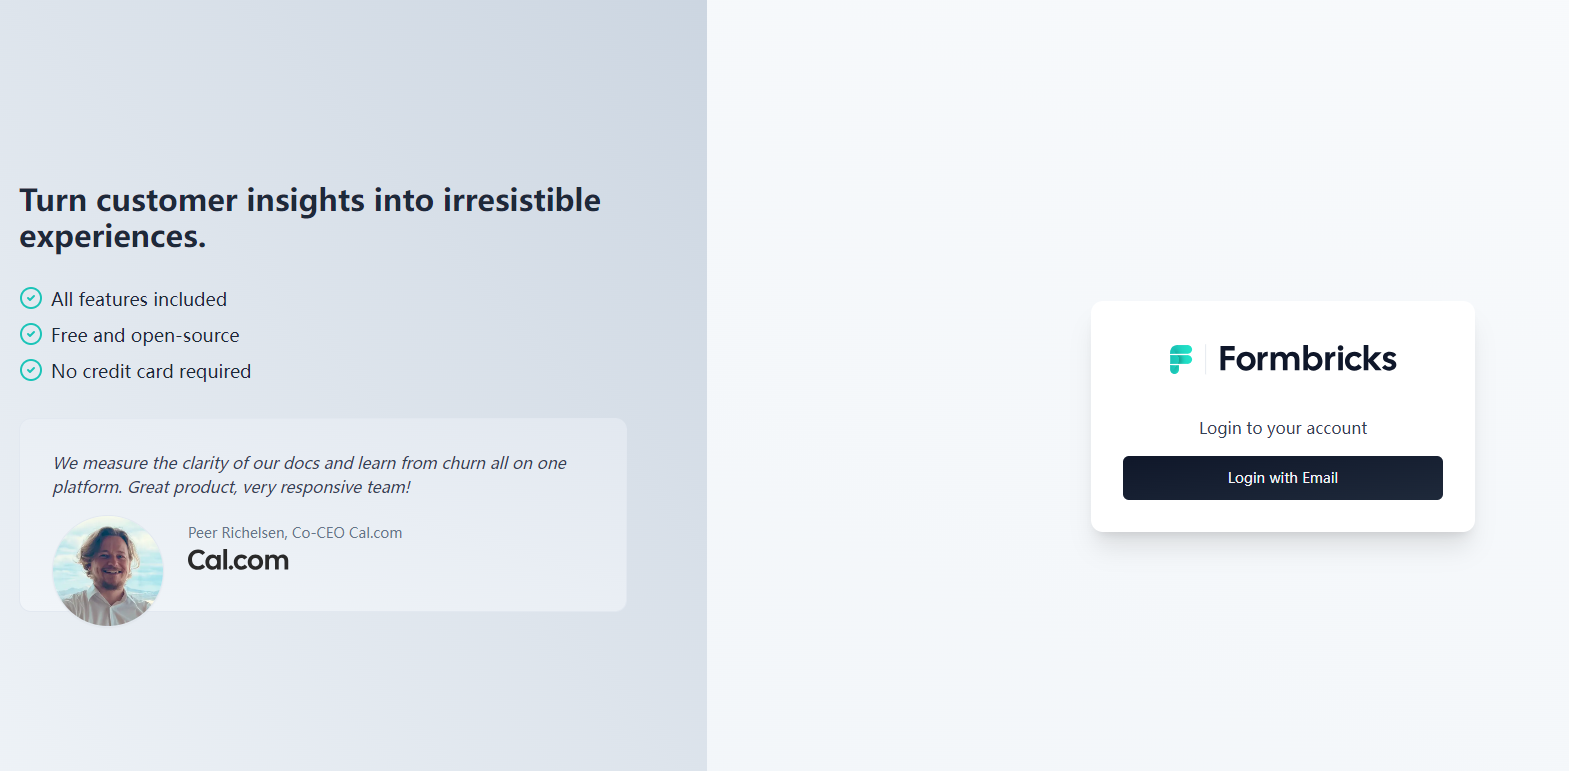 Turn customer insights into irresistible
experiences.
All features included
Free and open-source
No credit card required
We measure the clarity of our docs and learn from churn all on one
platform. Great product, very responsive team!
Peer Richelsen, Co-CEO Cal.com
Cal.com
Formbricks
Login to your account
Login with Email